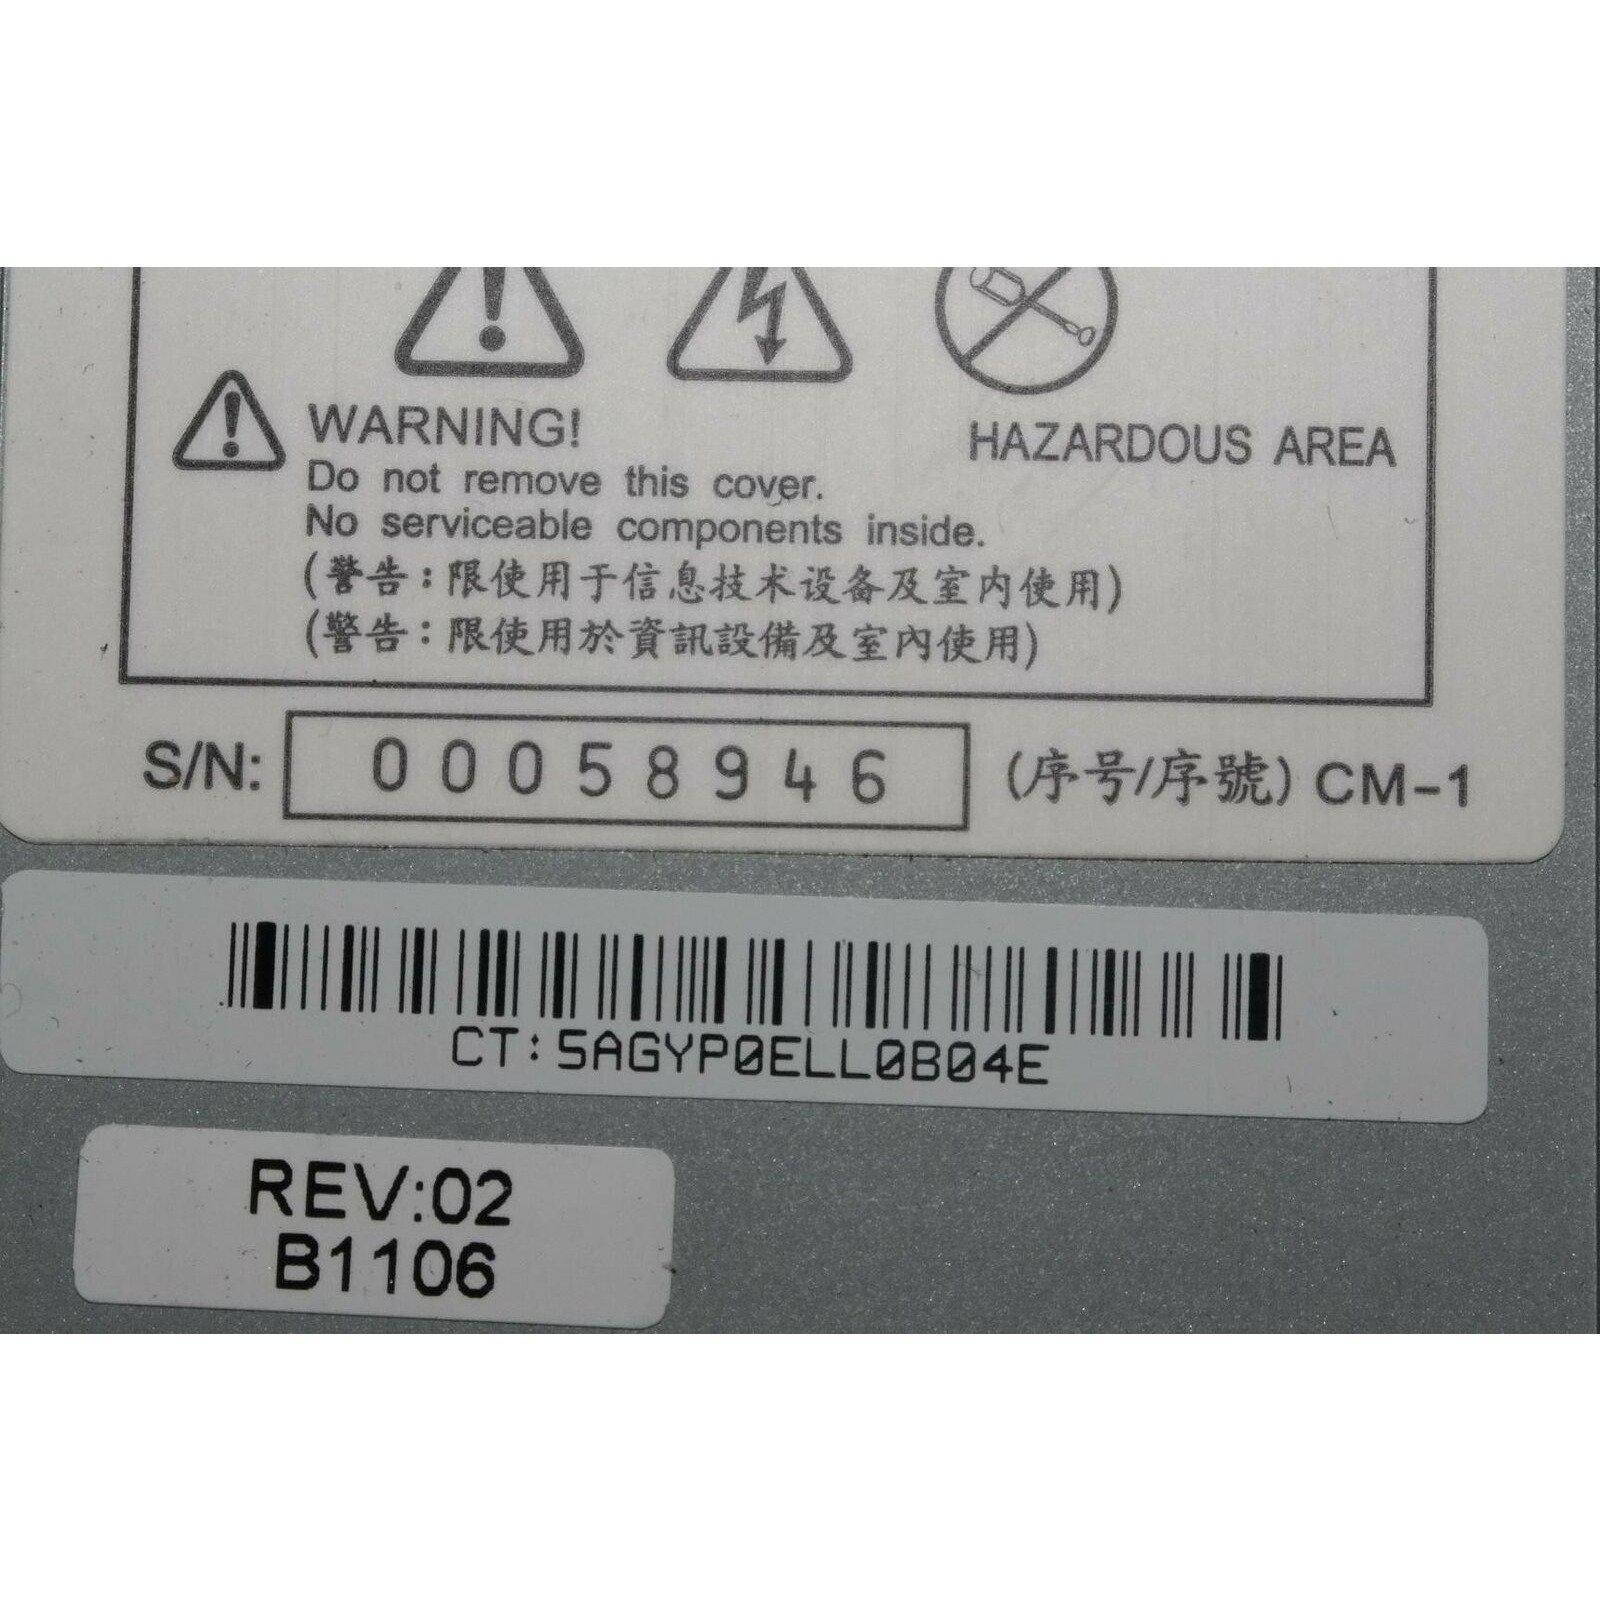 WARNING!
HAZARDOUS AREA
Do not remove this cover.
No serviceable components inside.
(警告:限使用于信息技术设备及室内使用)
(警告:限使用於資訊設備及室內使用)
S/N: 00058946 (序号/序號) CM-1
CT:5AGYP0ELL0B04E
REV:02
B1106